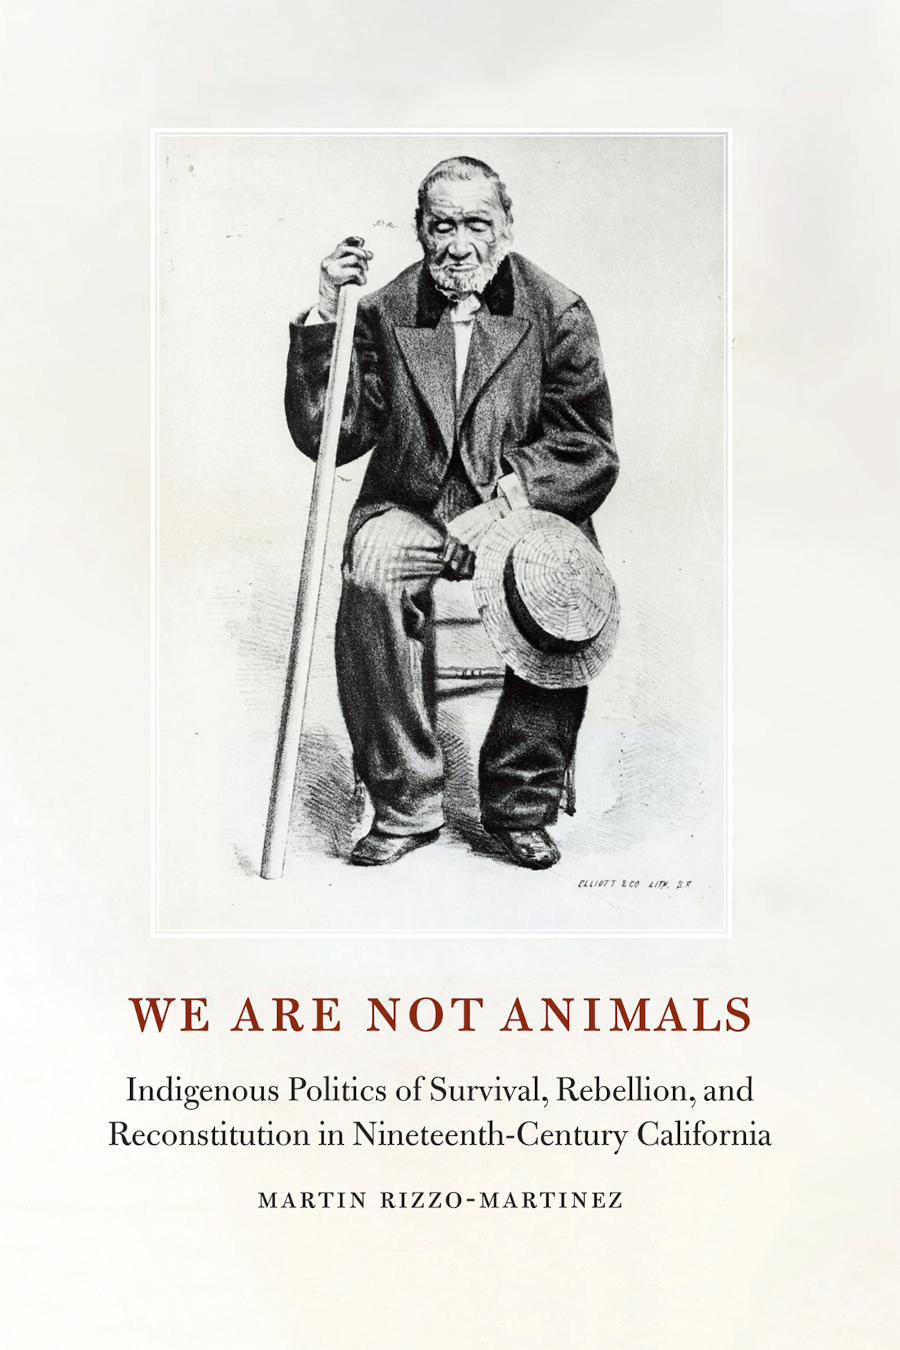 ELLIOTT & CO LITH. S.F.
WE ARE NOT ANIMALS
Indigenous Politics of Survival, Rebellion, and
Reconstitution in Nineteenth-Century California
MARTIN RIZZO-MARTINEZ